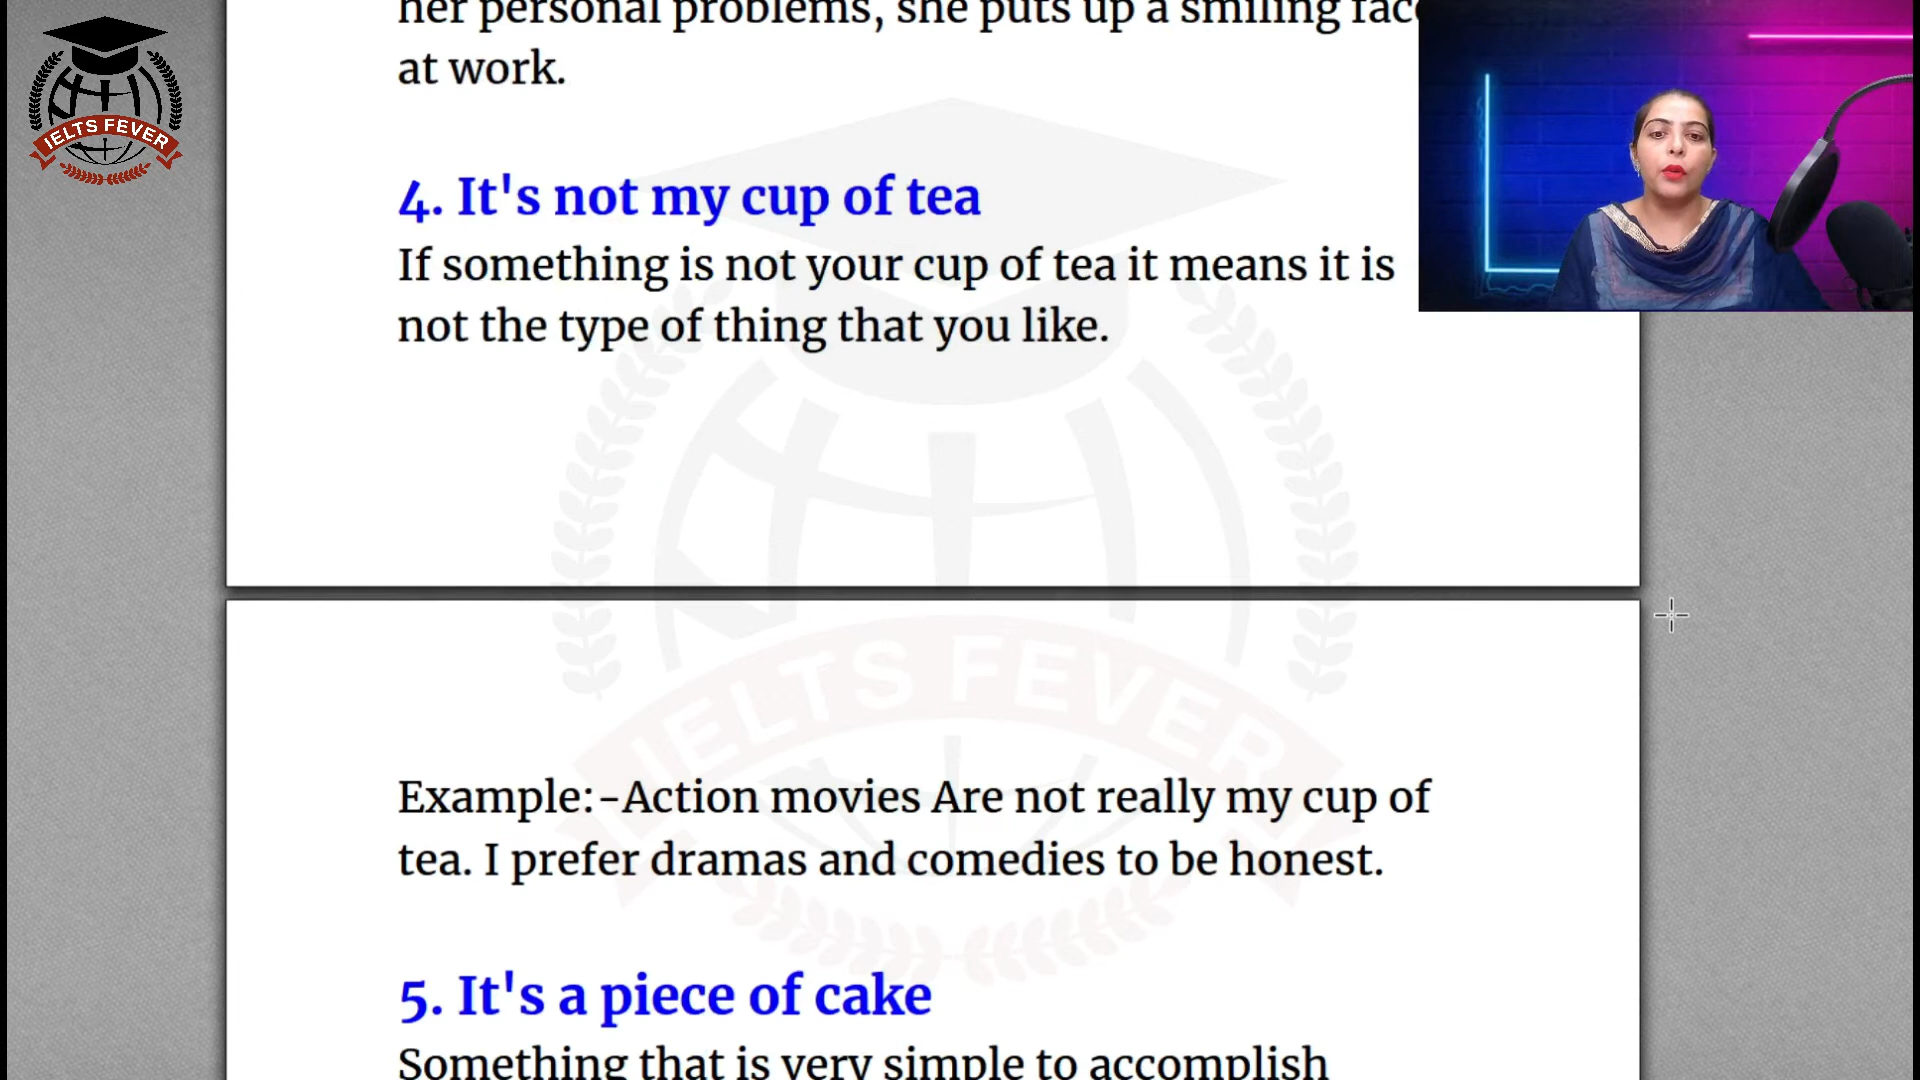 her personal problems, she puts up a smiling face
at work.
IELTS FEVER
4. It's not my cup of tea
If something is not your cup of tea it means it is
not the type of thing that you like.
IELTS FEVER
Example:-Action movies Are not really my cup of
tea. I prefer dramas and comedies to be honest.
5. It's a piece of cake
Something that is very simple to accomplish